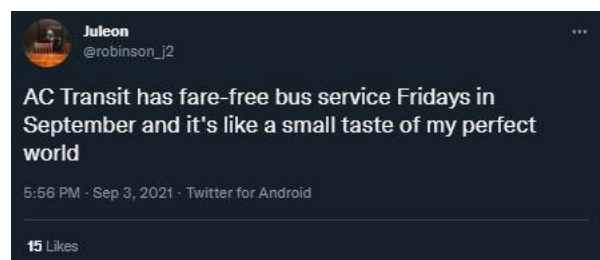 Juleon
@robinson_j2
AC Transit has fare-free bus service Fridays in
September and it's like a small taste of my perfect
world
5:56 PM · Sep 3, 2021 · Twitter for Android
15 Likes